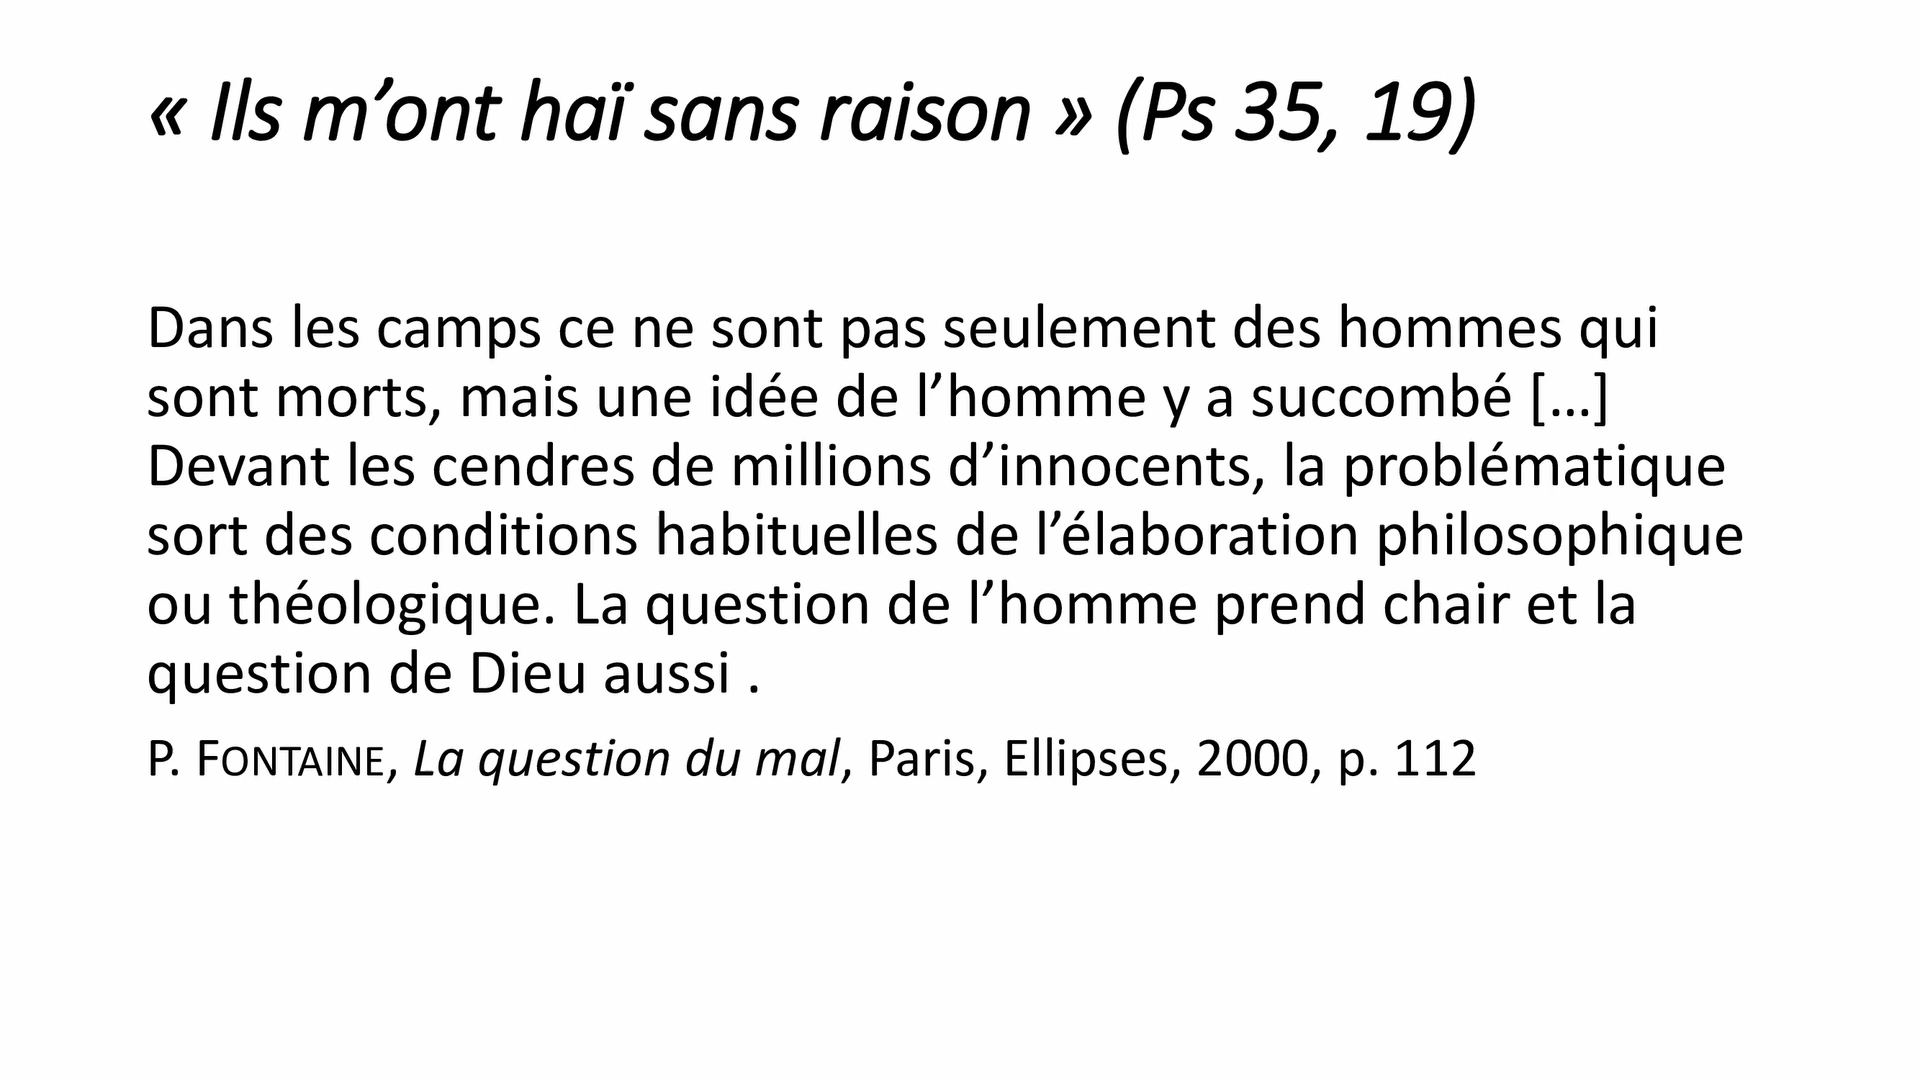 « Ils m’ont haï sans raison » (Ps 35, 19)
Dans les camps ce ne sont pas seulement des hommes qui
sont morts, mais une idée de l’homme y a succombé […]
Devant les cendres de millions d’innocents, la problématique
sort des conditions habituelles de l’élaboration philosophique
ou théologique. La question de l’homme prend chair et la
question de Dieu aussi .
P. FONTAINE, La question du mal, Paris, Ellipses, 2000, p. 112